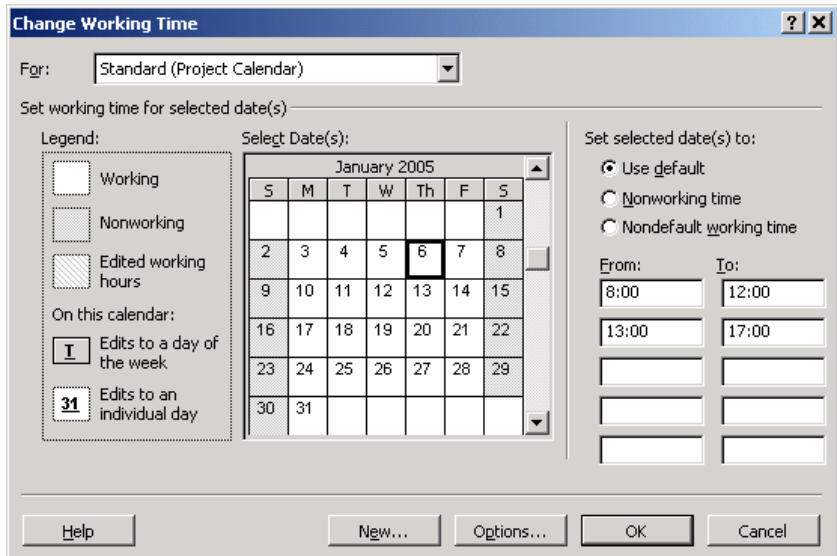 Change Working Time
For: Standard (Project Calendar)
Set working time for selected date(s)
Legend:
Working
Nonworking
Edited working
hours
On this calendar:
T Edits to a day of
the week
31 Edits to an
individual day
Select Date(s):
January 2005
S M T W Th F S
1
2 3 4 5 6 7 8
9 10 11 12 13 14 15
16 17 18 19 20 21 22
23 24 25 26 27 28 29
30 31
Set selected date(s) to:
Use default
Nonworking time
Nondefault working time
From: To:
8:00 12:00
13:00 17:00
Help New... Options... OK Cancel